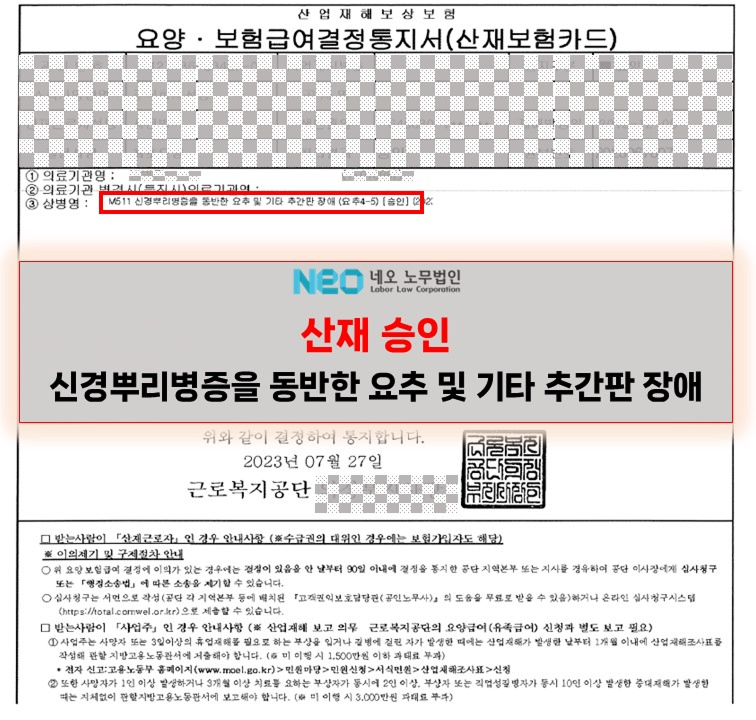 산업재해보상보험
요양 · 보험급여결정통지서(산재보험카드)
① 의료기관명 :
② 의료기관 변경시(특진시)의료기관명 :
③ 상병명 : M511 신경뿌리병증을 동반한 요추 및 기타 추간판 장애 (요추4-5) [승인]
NEO 네오 노무법인
Labor Law Corporation
산재 승인
신경뿌리병증을 동반한 요추 및 기타 추간판 장애
위와 같이 결정하여 통지합니다.
2023년 07월 27일
근로복지공단
□ 받는사람이 「산재근로자」인 경우 안내사항 (※수급권의 대위인 경우에는 보험가입자도 해당)
※ 이의제기 및 구제절차 안내
○ 위 요양보험급여 결정에 이의가 있는 경우에는 결정이 있음을 안 날부터 90일 이내에 결정을 통지한 공단 지역본부 또는 지사를 경유하여 공단 이사장에게 심사청구
또는 「행정소송법」에 따른 소송을 제기할 수 있습니다.
○ 심사청구는 서면으로 작성(공단 각 지역본부 등에 배치된 『고객권익보호담당관(공인노무사)』의 도움을 무료로 받을 수 있음)하거나 온라인 심사청구시스템
(https://total.comwel.or.kr)으로 제출할 수 있습니다.
□ 받는사람이 「사업주」인 경우 안내사항 (※ 산업재해 보고 의무 근로복지공단의 요양급여(유족급여) 신청과 별도 보고 필요)
① 사업주는 사망자 또는 3일이상의 휴업재해를 필요로 하는 부상을 입거나 질병에 걸린 자가 발생한 때에는 산업재해가 발생한 날부터 1개월 이내에 산업재해조사표를
작성해 관할 지방고용노동관서에 제출해야 합니다. (※ 미 이행 시 1,500만원 이하 과태료 부과)
• 전자 신고:고용노동부 홈페이지(www.moel.go.kr)>민원마당>민원신청>서식민원>산업재해조사표>신청
② 또한 사망자가 1인 이상 발생하거나 3개월 이상 치료를 요하는 부상자가 동시에 2인 이상, 부상자 또는 직업성질병자가 동시 10인 이상 발생한 중대재해가 발생한
때는 지체없이 관할지방고용노동관서에 보고해야 합니다. (※ 미 이행 시 3,000만원 과태료 부과)